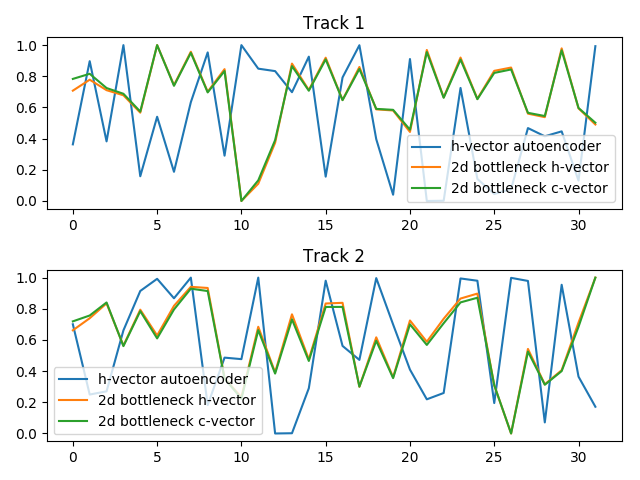 Track 1
1.0
0.8
0.6
0.4
0.2
0.0
h-vector autoencoder
2d bottleneck h-vector
2d bottleneck c-vector
0 5 10 15 20 25 30
Track 2
1.0
0.8
0.6
0.4
0.2
0.0
h-vector autoencoder
2d bottleneck h-vector
2d bottleneck c-vector
0 5 10 15 20 25 30